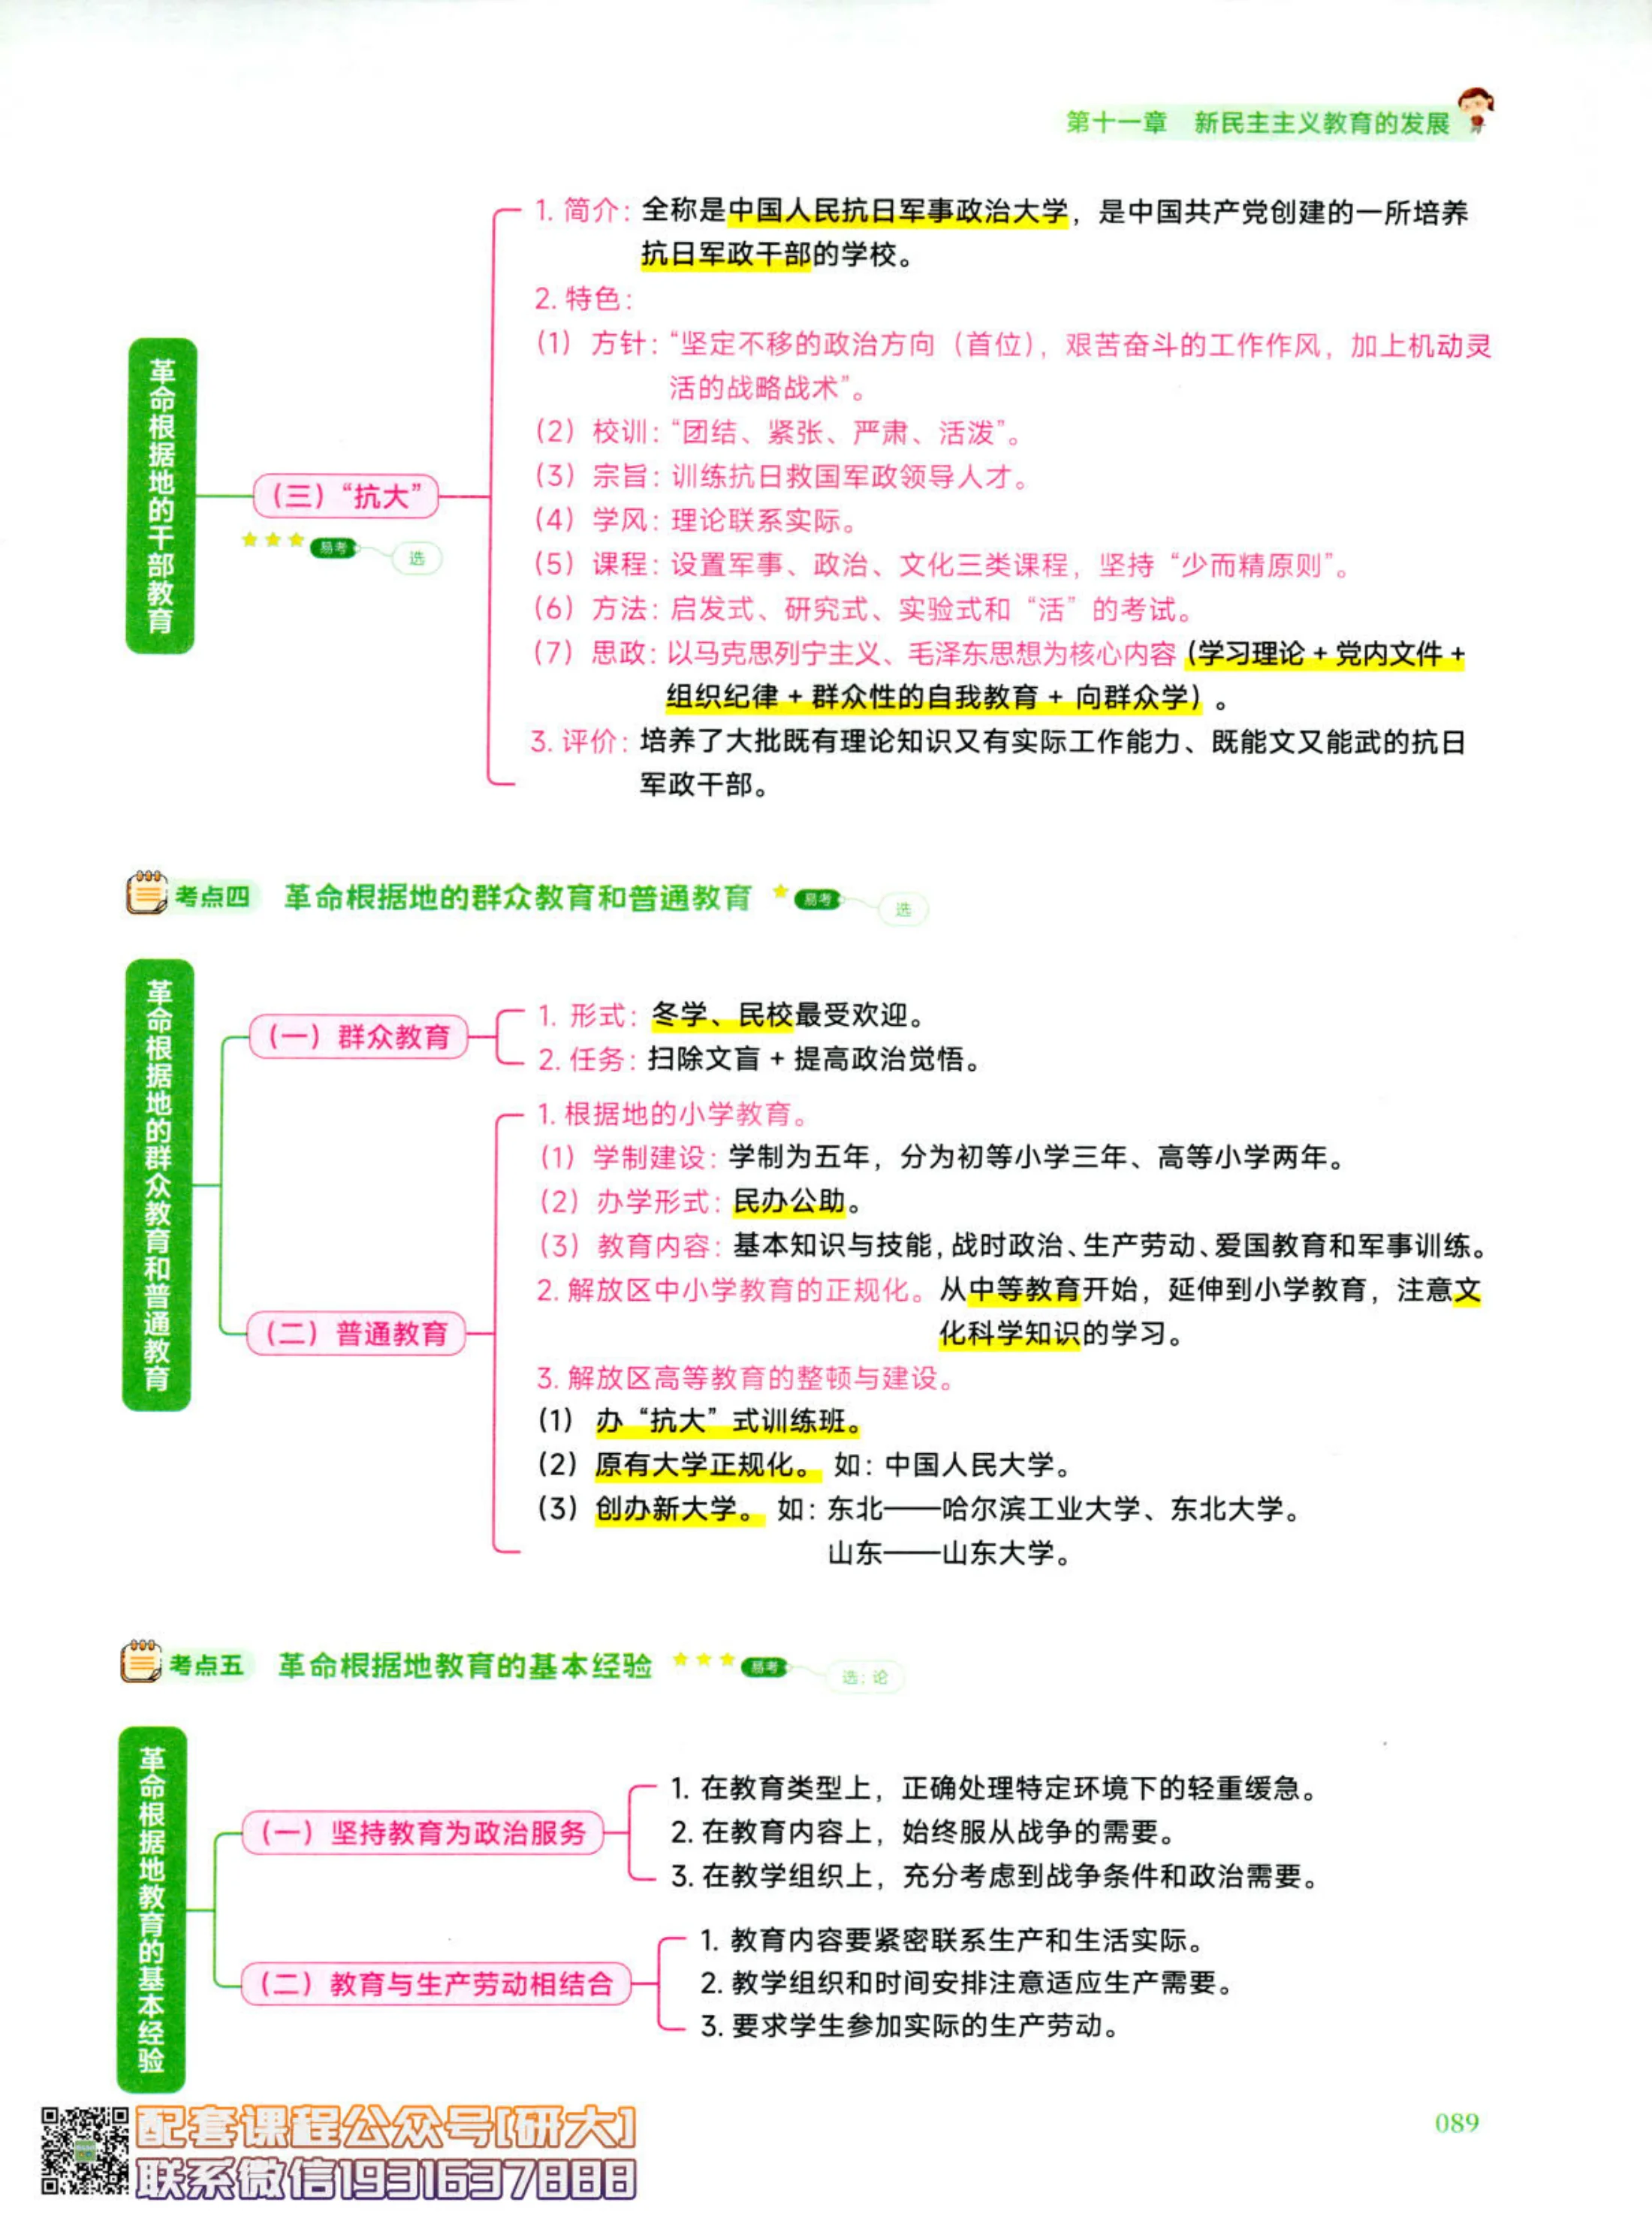 第十一章 新民主主义教育的发展
革命根据地的干部教育
（三）“抗大”
易考
选
1. 简介：全称是中国人民抗日军事政治大学，是中国共产党创建的一所培养
抗日军政干部的学校。
2. 特色：
（1）方针：“坚定不移的政治方向（首位），艰苦奋斗的工作作风，加上机动灵
活的战略战术”。
（2）校训：“团结、紧张、严肃、活泼”。
（3）宗旨：训练抗日救国军政领导人才。
（4）学风：理论联系实际。
（5）课程：设置军事、政治、文化三类课程，坚持“少而精原则”。
（6）方法：启发式、研究式、实验式和“活”的考试。
（7）思政：以马克思列宁主义、毛泽东思想为核心内容（学习理论 + 党内文件 +
组织纪律 + 群众性的自我教育 + 向群众学）。
3. 评价：培养了大批既有理论知识又有实际工作能力、既能文又能武的抗日
军政干部。
考点四 革命根据地的群众教育和普通教育
易考
选
革命根据地的群众教育和普通教育
（一）群众教育
1. 形式：冬学、民校最受欢迎。
2. 任务：扫除文盲 + 提高政治觉悟。
（二）普通教育
1. 根据地的小学教育。
（1）学制建设：学制为五年，分为初等小学三年、高等小学两年。
（2）办学形式：民办公助。
（3）教育内容：基本知识与技能，战时政治、生产劳动、爱国教育和军事训练。
2. 解放区中小学教育的正规化。从中等教育开始，延伸到小学教育，注意文
化科学知识的学习。
3. 解放区高等教育的整顿与建设。
（1）办“抗大”式训练班。
（2）原有大学正规化。如：中国人民大学。
（3）创办新大学。如：东北——哈尔滨工业大学、东北大学。
山东——山东大学。
考点五 革命根据地教育的基本经验
易考
选；论
革命根据地教育的基本经验
（一）坚持教育为政治服务
1. 在教育类型上，正确处理特定环境下的轻重缓急。
2. 在教育内容上，始终服从战争的需要。
3. 在教学组织上，充分考虑到战争条件和政治需要。
（二）教育与生产劳动相结合
1. 教育内容要紧密联系生产和生活实际。
2. 教学组织和时间安排注意适应生产需要。
3. 要求学生参加实际的生产劳动。
配套课程公众号[研大]
联系微信1931637888
089